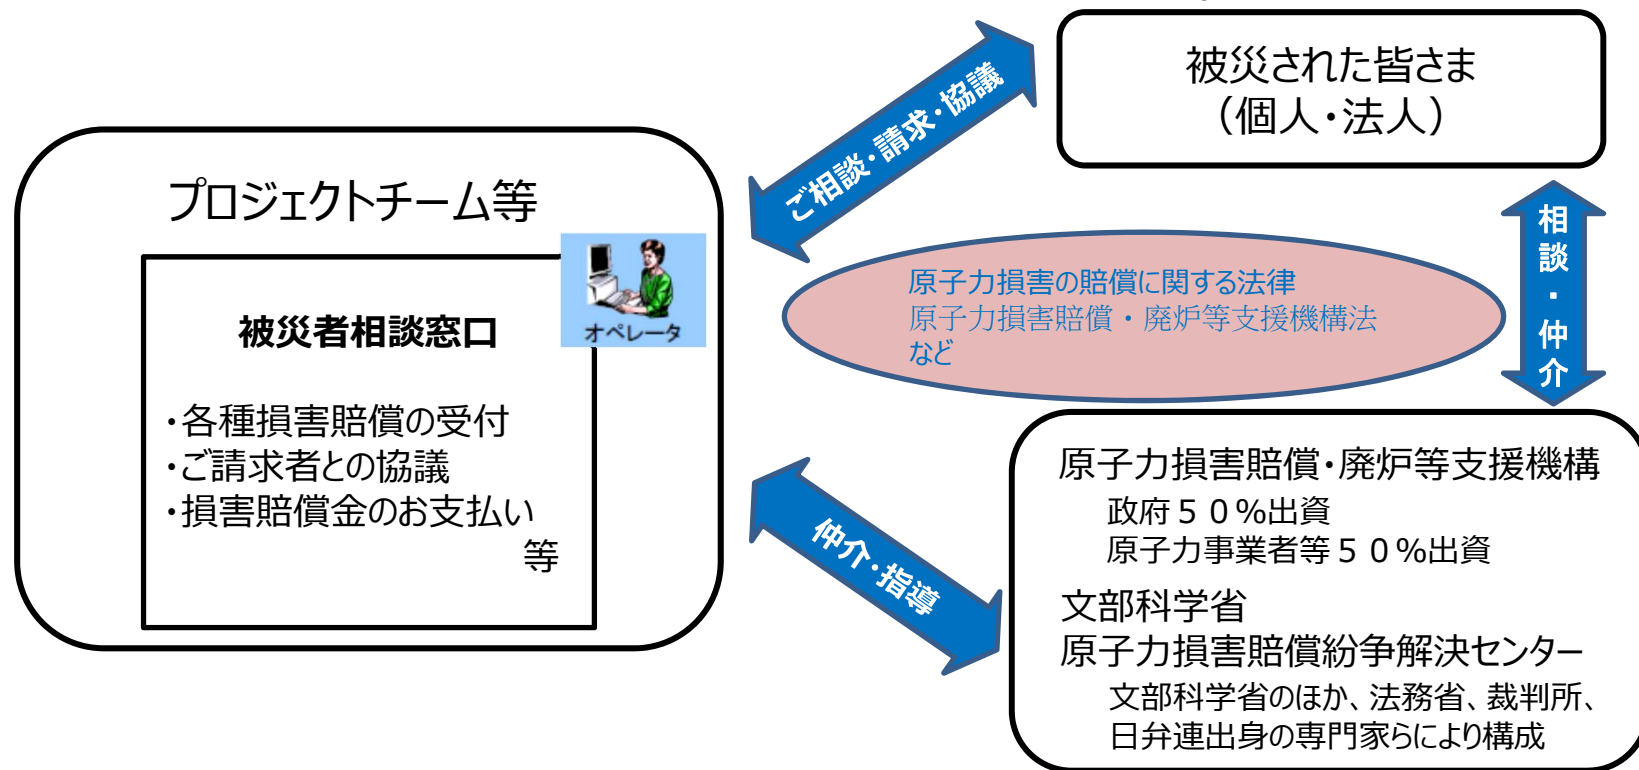 被災された皆さま
（個人・法人）
ご相談・請求・協議
プロジェクトチーム等
オペレータ
被災者相談窓口
・各種損害賠償の受付
・ご請求者との協議
・損害賠償金のお支払い
等
原子力損害の賠償に関する法律
原子力損害賠償・廃炉等支援機構法
など
相談・仲介
仲介・指導
原子力損害賠償・廃炉等支援機構
政府５０％出資
原子力事業者等５０％出資
文部科学省
原子力損害賠償紛争解決センター
文部科学省のほか、法務省、裁判所、
日弁連出身の専門家らにより構成